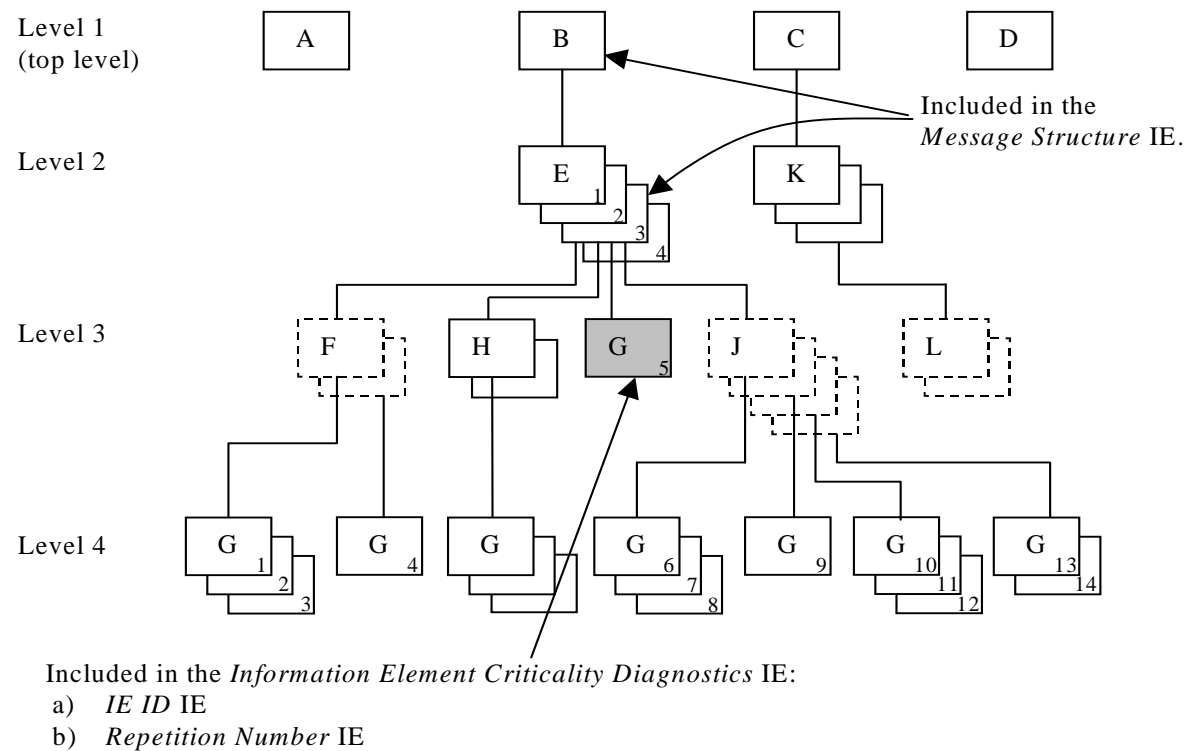 Level 1
(top level)
A
B
C
D
Included in the
Message Structure IE.
Level 2
E
1
2
3
4
K
Level 3
F
H
G
5
J
L
Level 4
G
1
2
3
G
4
G
G
6
7
8
G
9
G
10
11
12
G
13
14
Included in the Information Element Criticality Diagnostics IE:
a) IE ID IE
b) Repetition Number IE